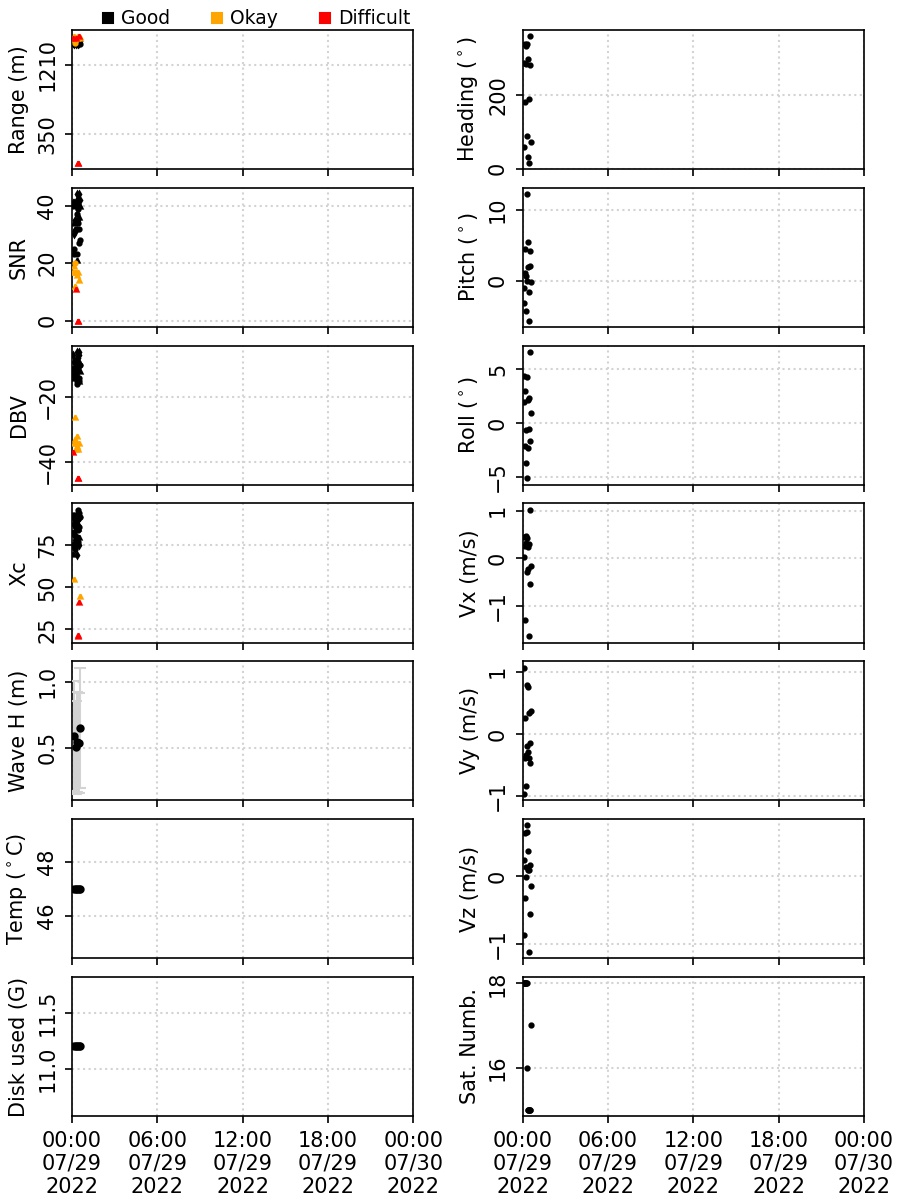 Good Okay Difficult
Range (m)
1210
350
Heading (°)
200
0
SNR
40
20
0
Pitch (°)
10
0
DBV
−20
−40
Roll (°)
5
0
−5
Xc
75
50
25
Vx (m/s)
1
0
−1
Wave H (m)
1.0
0.5
Vy (m/s)
1
0
−1
Temp (°C)
48
46
Vz (m/s)
0
−1
Disk used (G)
11.5
11.0
Sat. Numb.
18
16
00:00 06:00 12:00 18:00 00:00
07/29 07/29 07/29 07/29 07/30
2022 2022 2022 2022 2022
00:00 06:00 12:00 18:00 00:00
07/29 07/29 07/29 07/29 07/30
2022 2022 2022 2022 2022